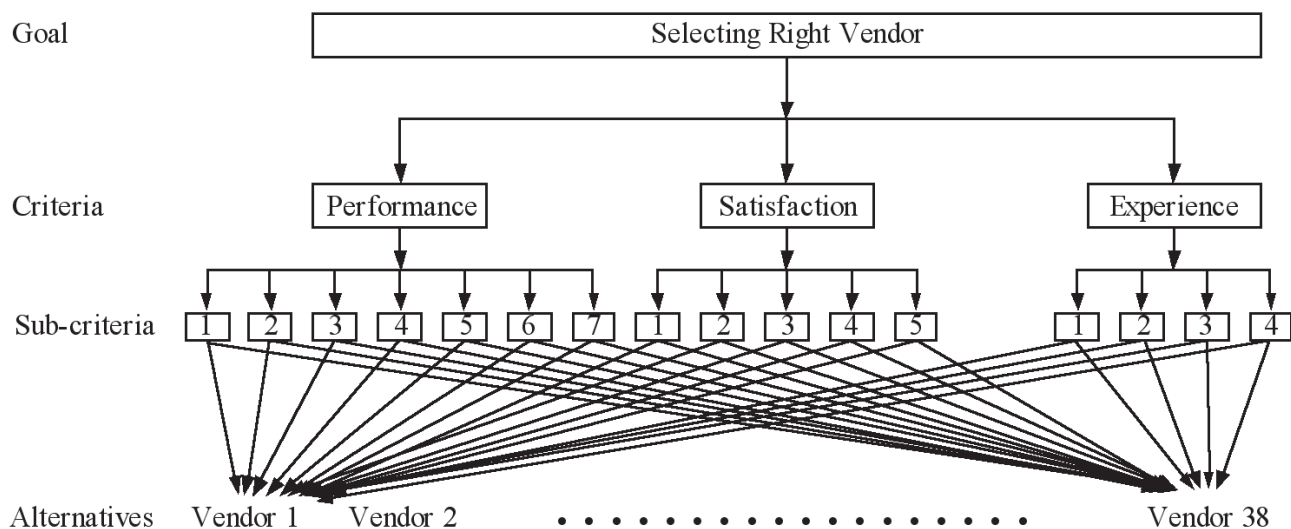 Goal Selecting Right Vendor
Criteria Performance Satisfaction Experience
Sub-criteria 1 2 3 4 5 6 7 1 2 3 4 5 1 2 3 4
Alternatives Vendor 1 Vendor 2 . . . . . . . . . . . . . . . . . . Vendor 38